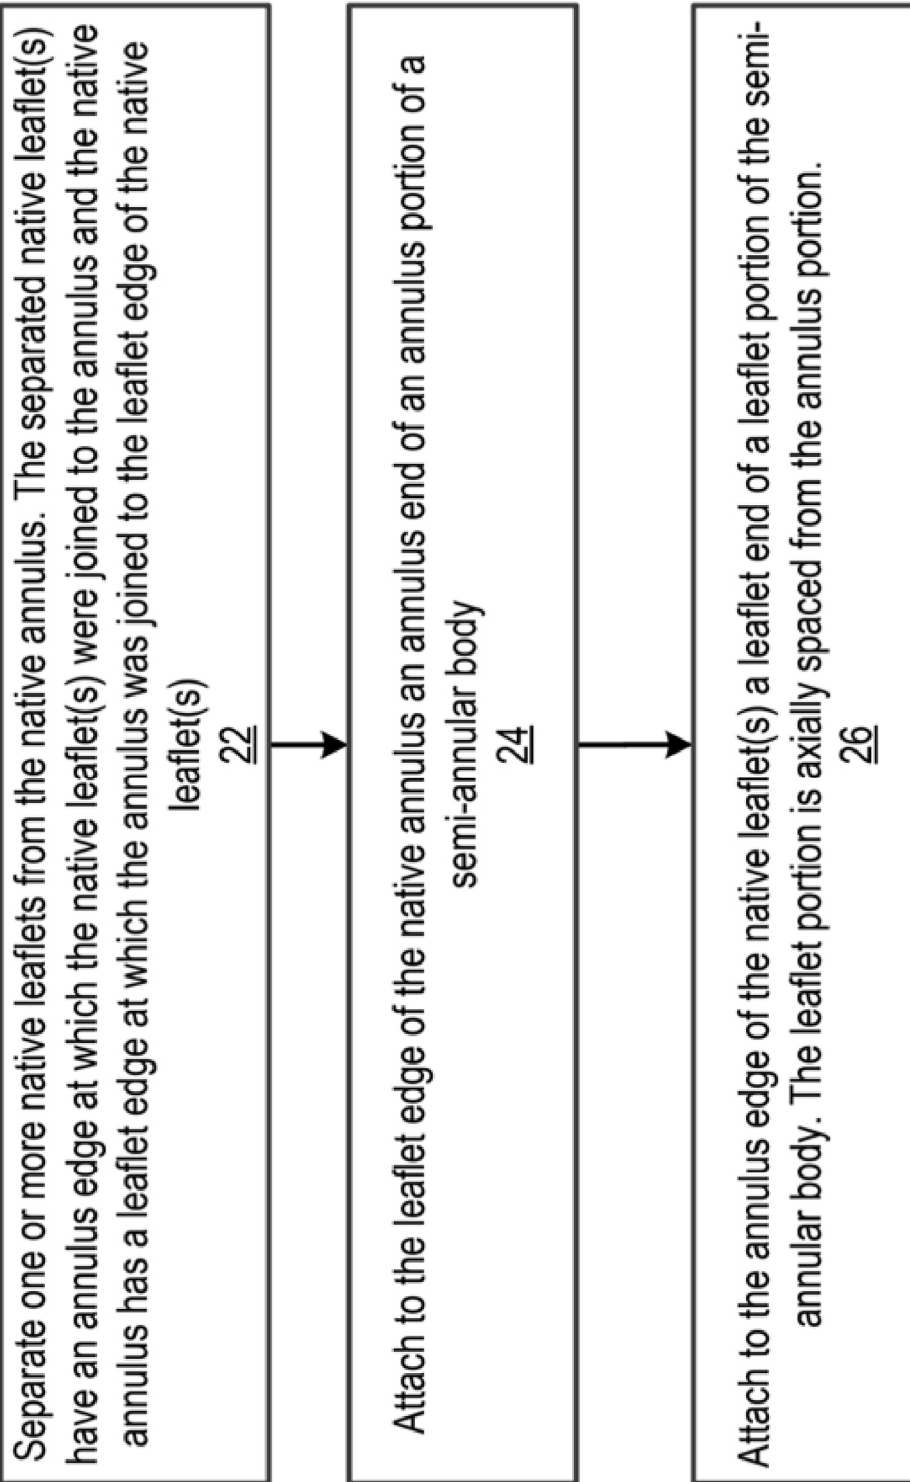 Separate one or more native leaflets from the native annulus. The separated native leaflet(s)
have an annulus edge at which the native leaflet(s) were joined to the annulus and the native
annulus has a leaflet edge at which the annulus was joined to the leaflet edge of the native
leaflet(s)
22
Attach to the leaflet edge of the native annulus an annulus end of an annulus portion of a
semi-annular body
24
Attach to the annulus edge of the native leaflet(s) a leaflet end of a leaflet portion of the semi-
annular body. The leaflet portion is axially spaced from the annulus portion.
26